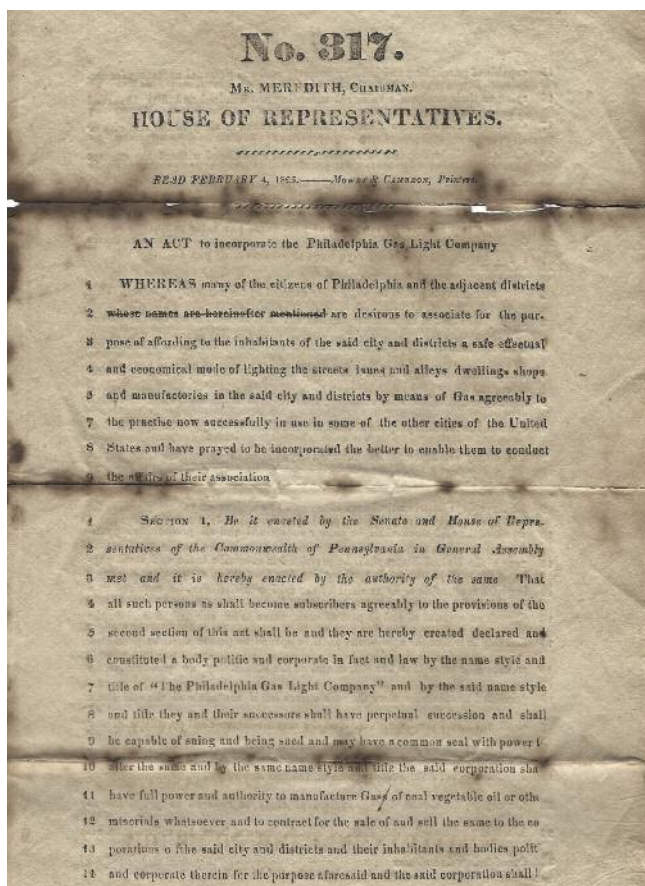 No. 317.
MR. MEREDITH, CHAIRMAN.
HOUSE OF REPRESENTATIVES.
READ FEBRUARY 4, 1825.——MOWRY & CAMERON, Printers.
AN ACT to incorporate the Philadelphia Gas Light Company
1 WHEREAS many of the citizens of Philadelphia and the adjacent districts
2 whose names are hereinafter mentioned are desirous to associate for the pur-
3 pose of affording to the inhabitants of the said city and districts a safe effectual
4 and economical mode of lighting the streets lanes and alleys dwellings shops
5 and manufactories in the said city and districts by means of Gas agreeably to
7 the practise now successfully in use in some of the other cities of the United
8 States and have prayed to be incorporated the better to enable them to conduct
9 the affairs of their association
1 SECTION 1. Be it enacted by the Senate and House of Repre-
2 sentatives of the Commonwealth of Pennsylvania in General Assembly
3 met and it is hereby enacted by the authority of the same That
4 all such persons as shall become subscribers agreeably to the provisions of the
5 second section of this act shall be and they are hereby created declared and
6 constituted a body politic and corporate in fact and law by the name style and
7 title of "The Philadelphia Gas Light Company" and by the said name style
8 and title they and their successors shall have perpetual succession and shall
9 be capable of suing and being sued and may have a common seal with power t
10 alter the same and by the same name style and title the said corporation sha
11 have full power and authority to manufacture Gas of coal vegetable oil or othe
12 minerials whatsoever and to contract for the sale of and sell the same to the co
13 porations o fthe said city and districts and their inhabitants and bodies polit
14 and corporate therein for the purpose aforesaid and the said corporation shall